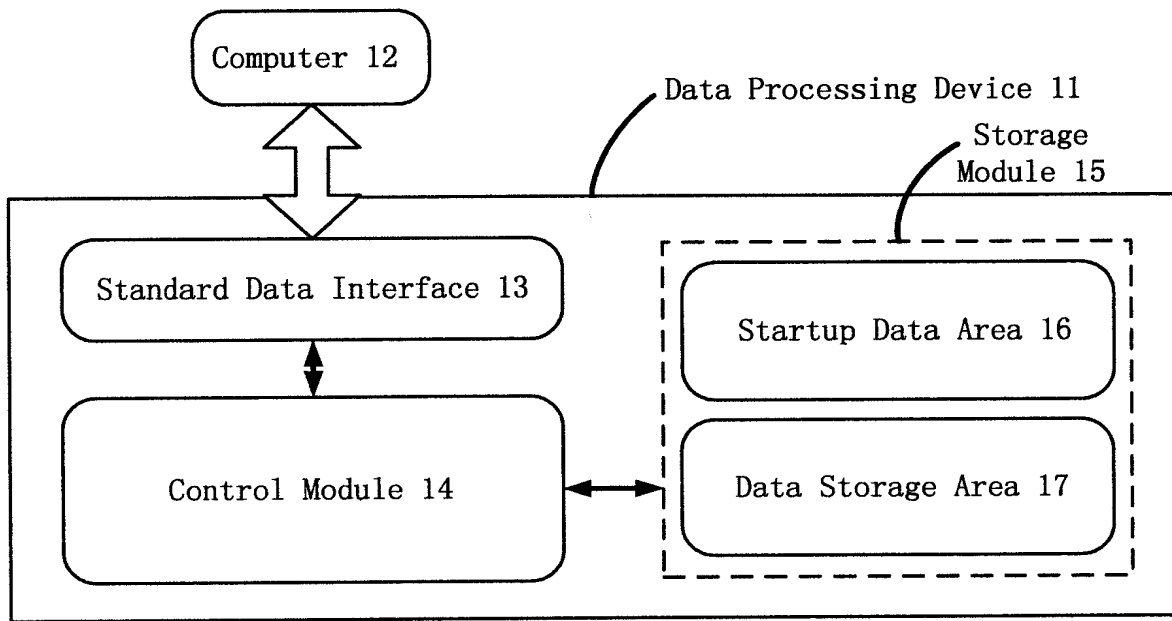 Computer 12
Data Processing Device 11
Storage
Module 15
Standard Data Interface 13
Startup Data Area 16
Control Module 14
Data Storage Area 17